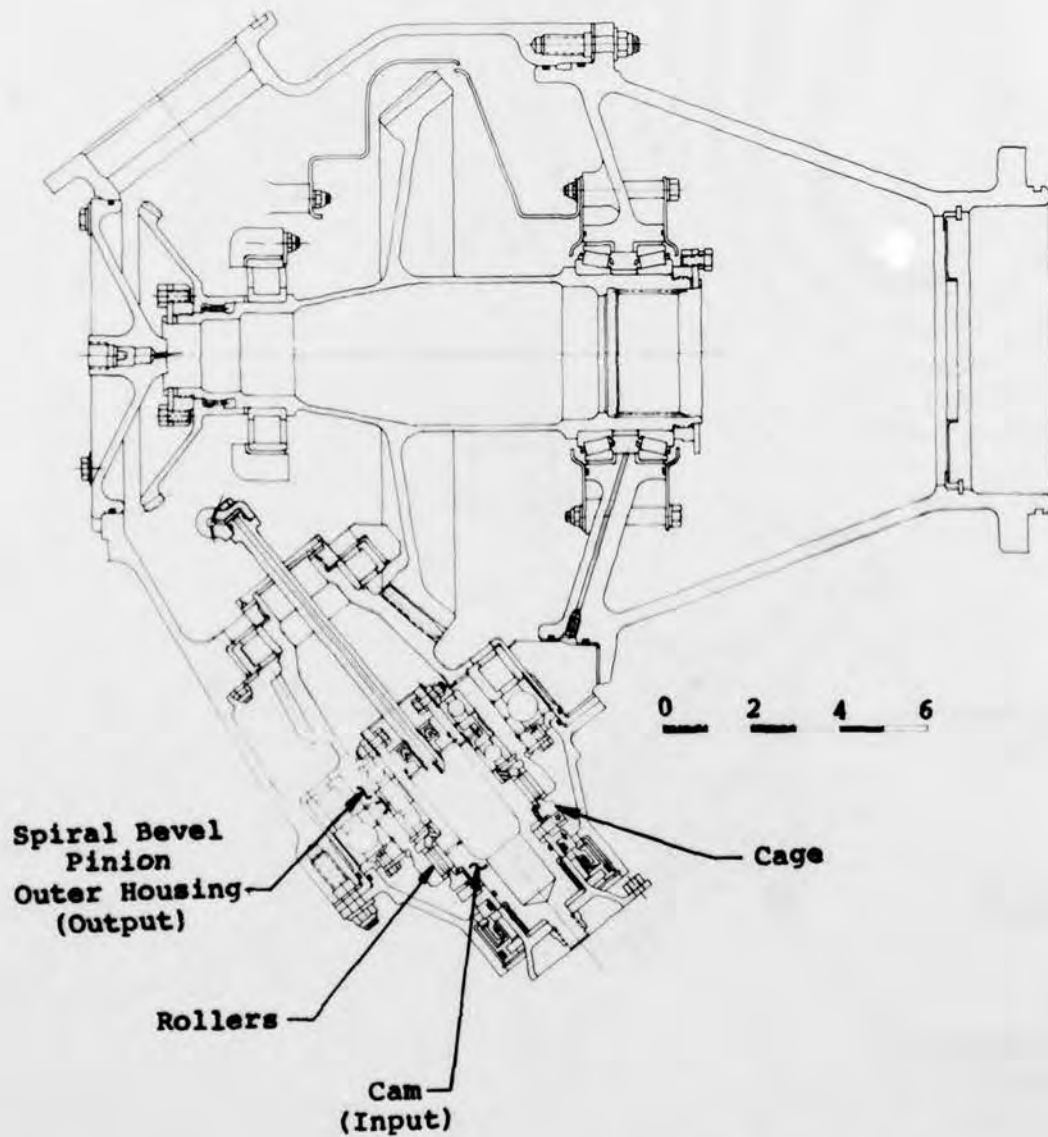 0 2 4 6
Spiral Bevel
Pinion
Outer Housing
(Output)
Cage
Rollers
Cam
(Input)